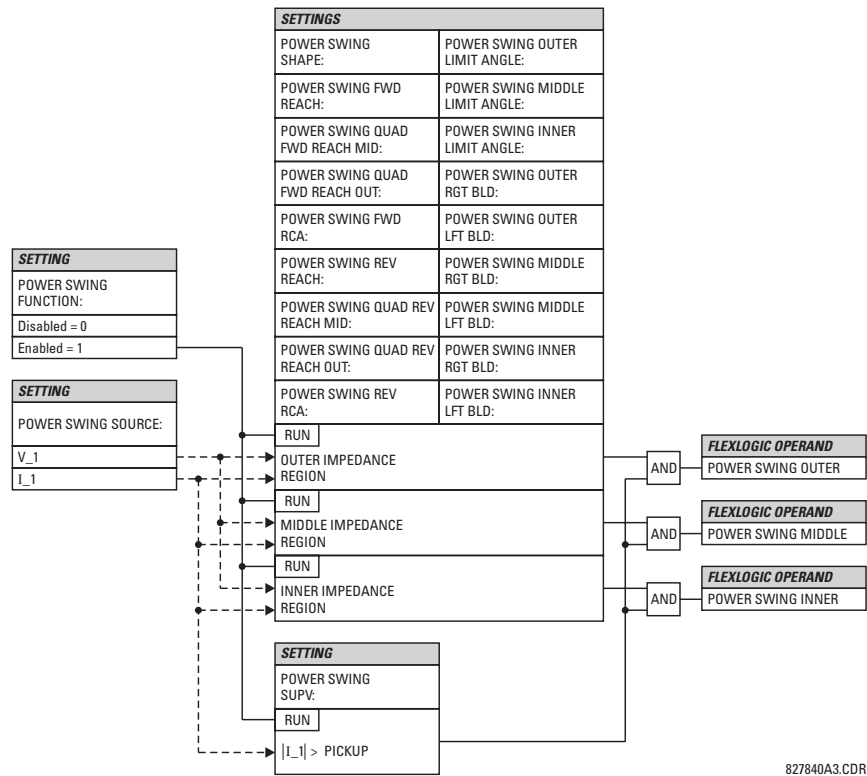 SETTINGS
POWER SWING
SHAPE:
POWER SWING OUTER
LIMIT ANGLE:
POWER SWING FWD
REACH:
POWER SWING MIDDLE
LIMIT ANGLE:
POWER SWING QUAD
FWD REACH MID:
POWER SWING INNER
LIMIT ANGLE:
POWER SWING QUAD
FWD REACH OUT:
POWER SWING OUTER
RGT BLD:
POWER SWING FWD
RCA:
POWER SWING OUTER
LFT BLD:
POWER SWING REV
REACH:
POWER SWING MIDDLE
RGT BLD:
POWER SWING QUAD REV
REACH MID:
POWER SWING MIDDLE
LFT BLD:
POWER SWING QUAD REV
REACH OUT:
POWER SWING INNER
RGT BLD:
POWER SWING REV
RCA:
POWER SWING INNER
LFT BLD:
SETTING
POWER SWING
FUNCTION:
Disabled = 0
Enabled = 1
SETTING
POWER SWING SOURCE:
V_1
I_1
RUN
OUTER IMPEDANCE
REGION
RUN
MIDDLE IMPEDANCE
REGION
RUN
INNER IMPEDANCE
REGION
AND
FLEXLOGIC OPERAND
POWER SWING OUTER
AND
FLEXLOGIC OPERAND
POWER SWING MIDDLE
AND
FLEXLOGIC OPERAND
POWER SWING INNER
SETTING
POWER SWING
SUPV:
RUN
|I_1| > PICKUP
827840A3.CDR